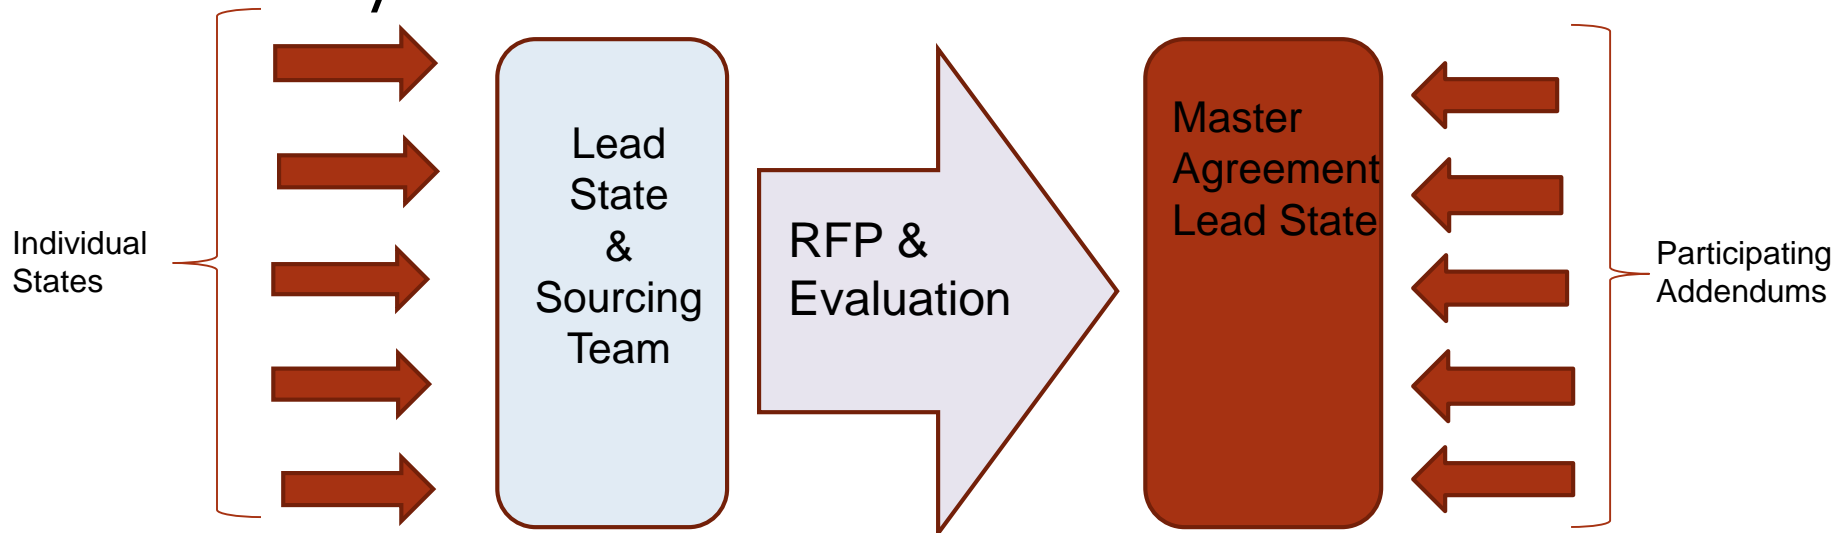 Individual
States
Lead
State
&
Sourcing
Team
RFP &
Evaluation
Master
Agreement
Lead State
Participating
Addendums